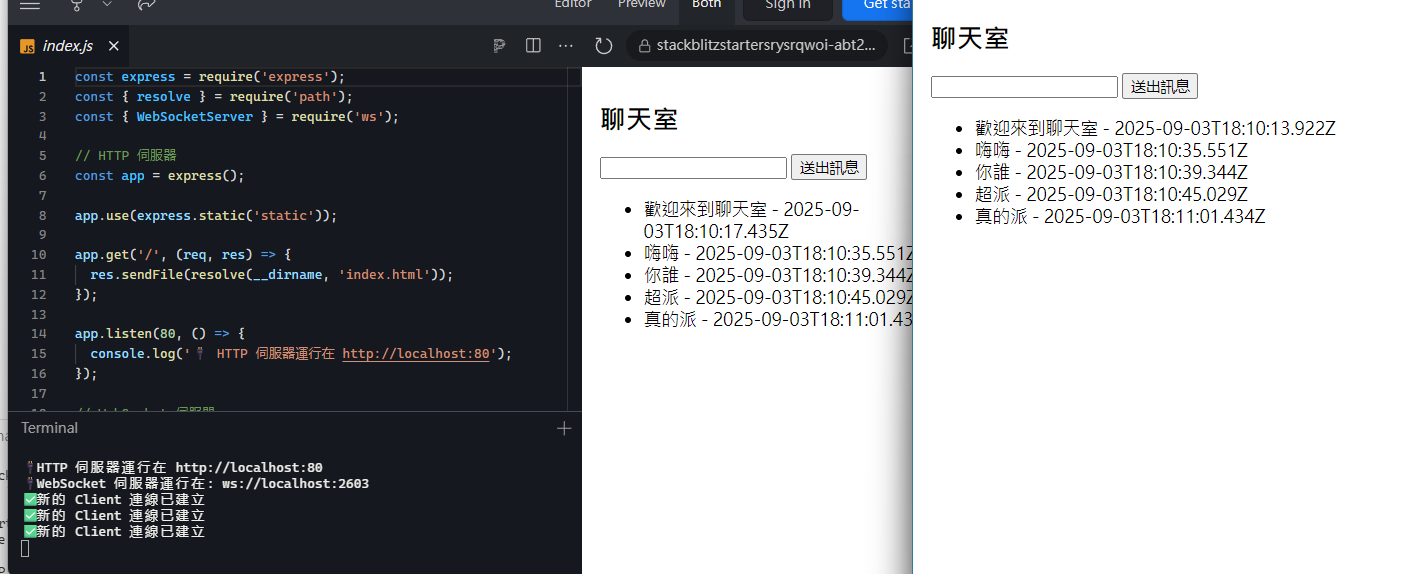 Editor Preview Both Sign In Get sta
index.js
stackblitzstartersrysrqwoi-abt2...
1 const express = require('express');
2 const { resolve } = require('path');
3 const { WebSocketServer } = require('ws');
4
5 // HTTP 伺服器
6 const app = express();
7
8 app.use(express.static('static'));
9
10 app.get('/', (req, res) => {
11 res.sendFile(resolve(__dirname, 'index.html'));
12 });
13
14 app.listen(80, () => {
15 console.log('🎙 HTTP 伺服器運行在 http://localhost:80');
16 });
17
Terminal
HTTP 伺服器運行在 http://localhost:80
WebSocket 伺服器運行在: ws://localhost:2603
✅新的 Client 連線已建立
✅新的 Client 連線已建立
✅新的 Client 連線已建立
聊天室
送出訊息
歡迎來到聊天室 - 2025-09-
03T18:10:17.435Z
嗨嗨 - 2025-09-03T18:10:35.551Z
你誰 - 2025-09-03T18:10:39.344Z
超派 - 2025-09-03T18:10:45.029Z
真的派 - 2025-09-03T18:11:01.43
聊天室
送出訊息
歡迎來到聊天室 - 2025-09-03T18:10:13.922Z
嗨嗨 - 2025-09-03T18:10:35.551Z
你誰 - 2025-09-03T18:10:39.344Z
超派 - 2025-09-03T18:10:45.029Z
真的派 - 2025-09-03T18:11:01.434Z